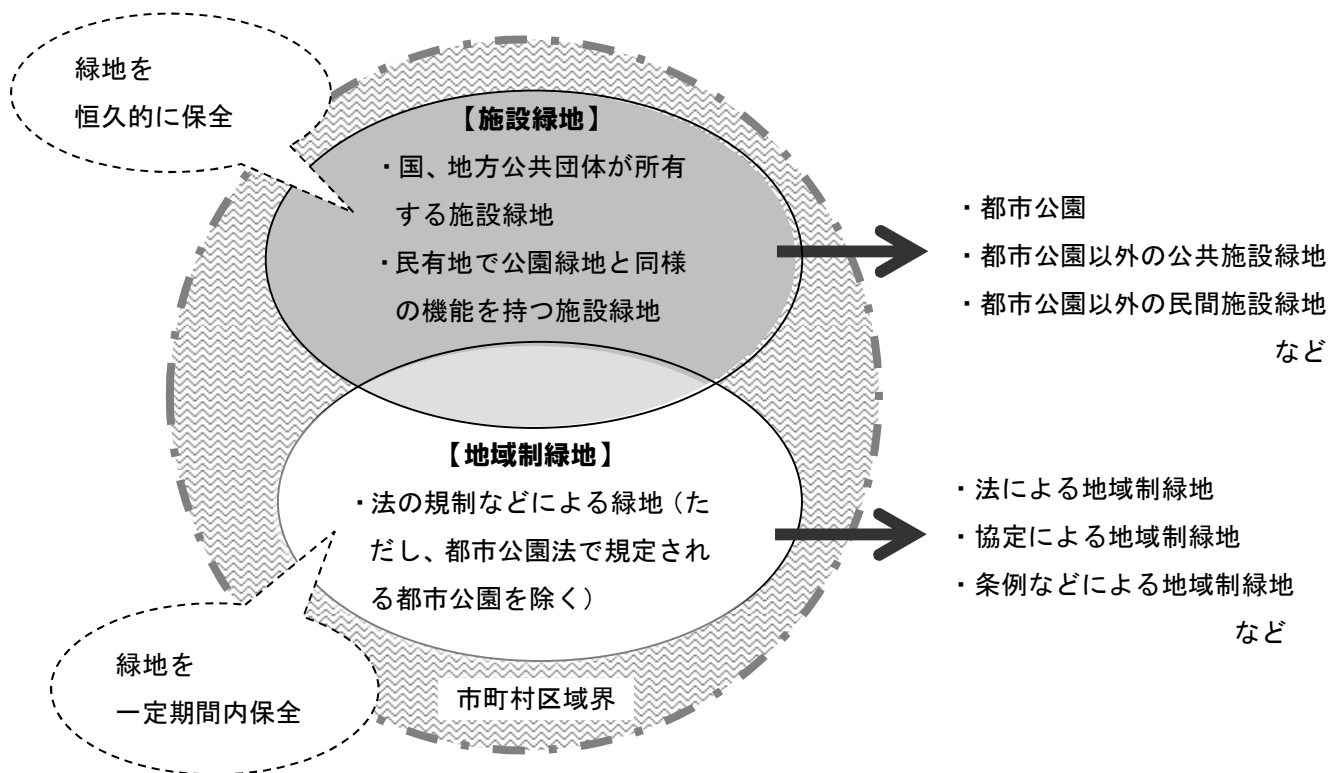 緑地を
恒久的に保全
【施設緑地】
・国、地方公共団体が所有
する施設緑地
・民有地で公園緑地と同様
の機能を持つ施設緑地
・都市公園
・都市公園以外の公共施設緑地
・都市公園以外の民間施設緑地
など
【地域制緑地】
・法の規制などによる緑地（た
だし、都市公園法で規定され
る都市公園を除く）
・法による地域制緑地
・協定による地域制緑地
・条例などによる地域制緑地
など
緑地を
一定期間内保全
市町村区域界